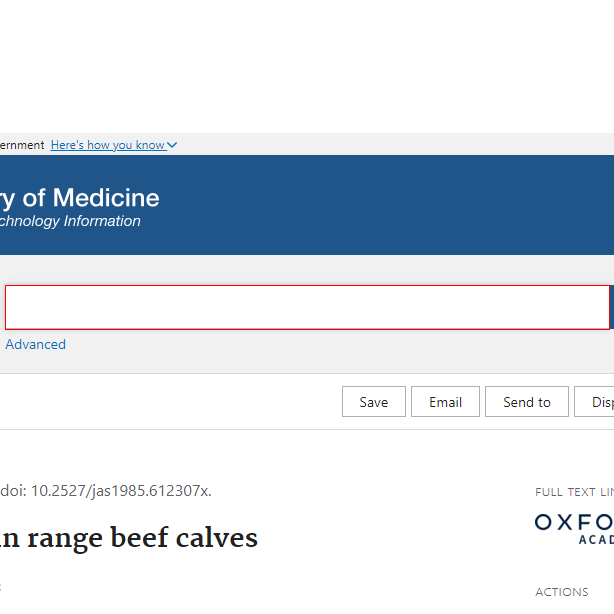 ernment Here's how you know
ry of Medicine
chnology Information
Advanced
Save Email Send to Disp
doi: 10.2527/jas1985.612307x.
FULL TEXT LIN
in range beef calves
OXFO
ACAD
ACTIONS